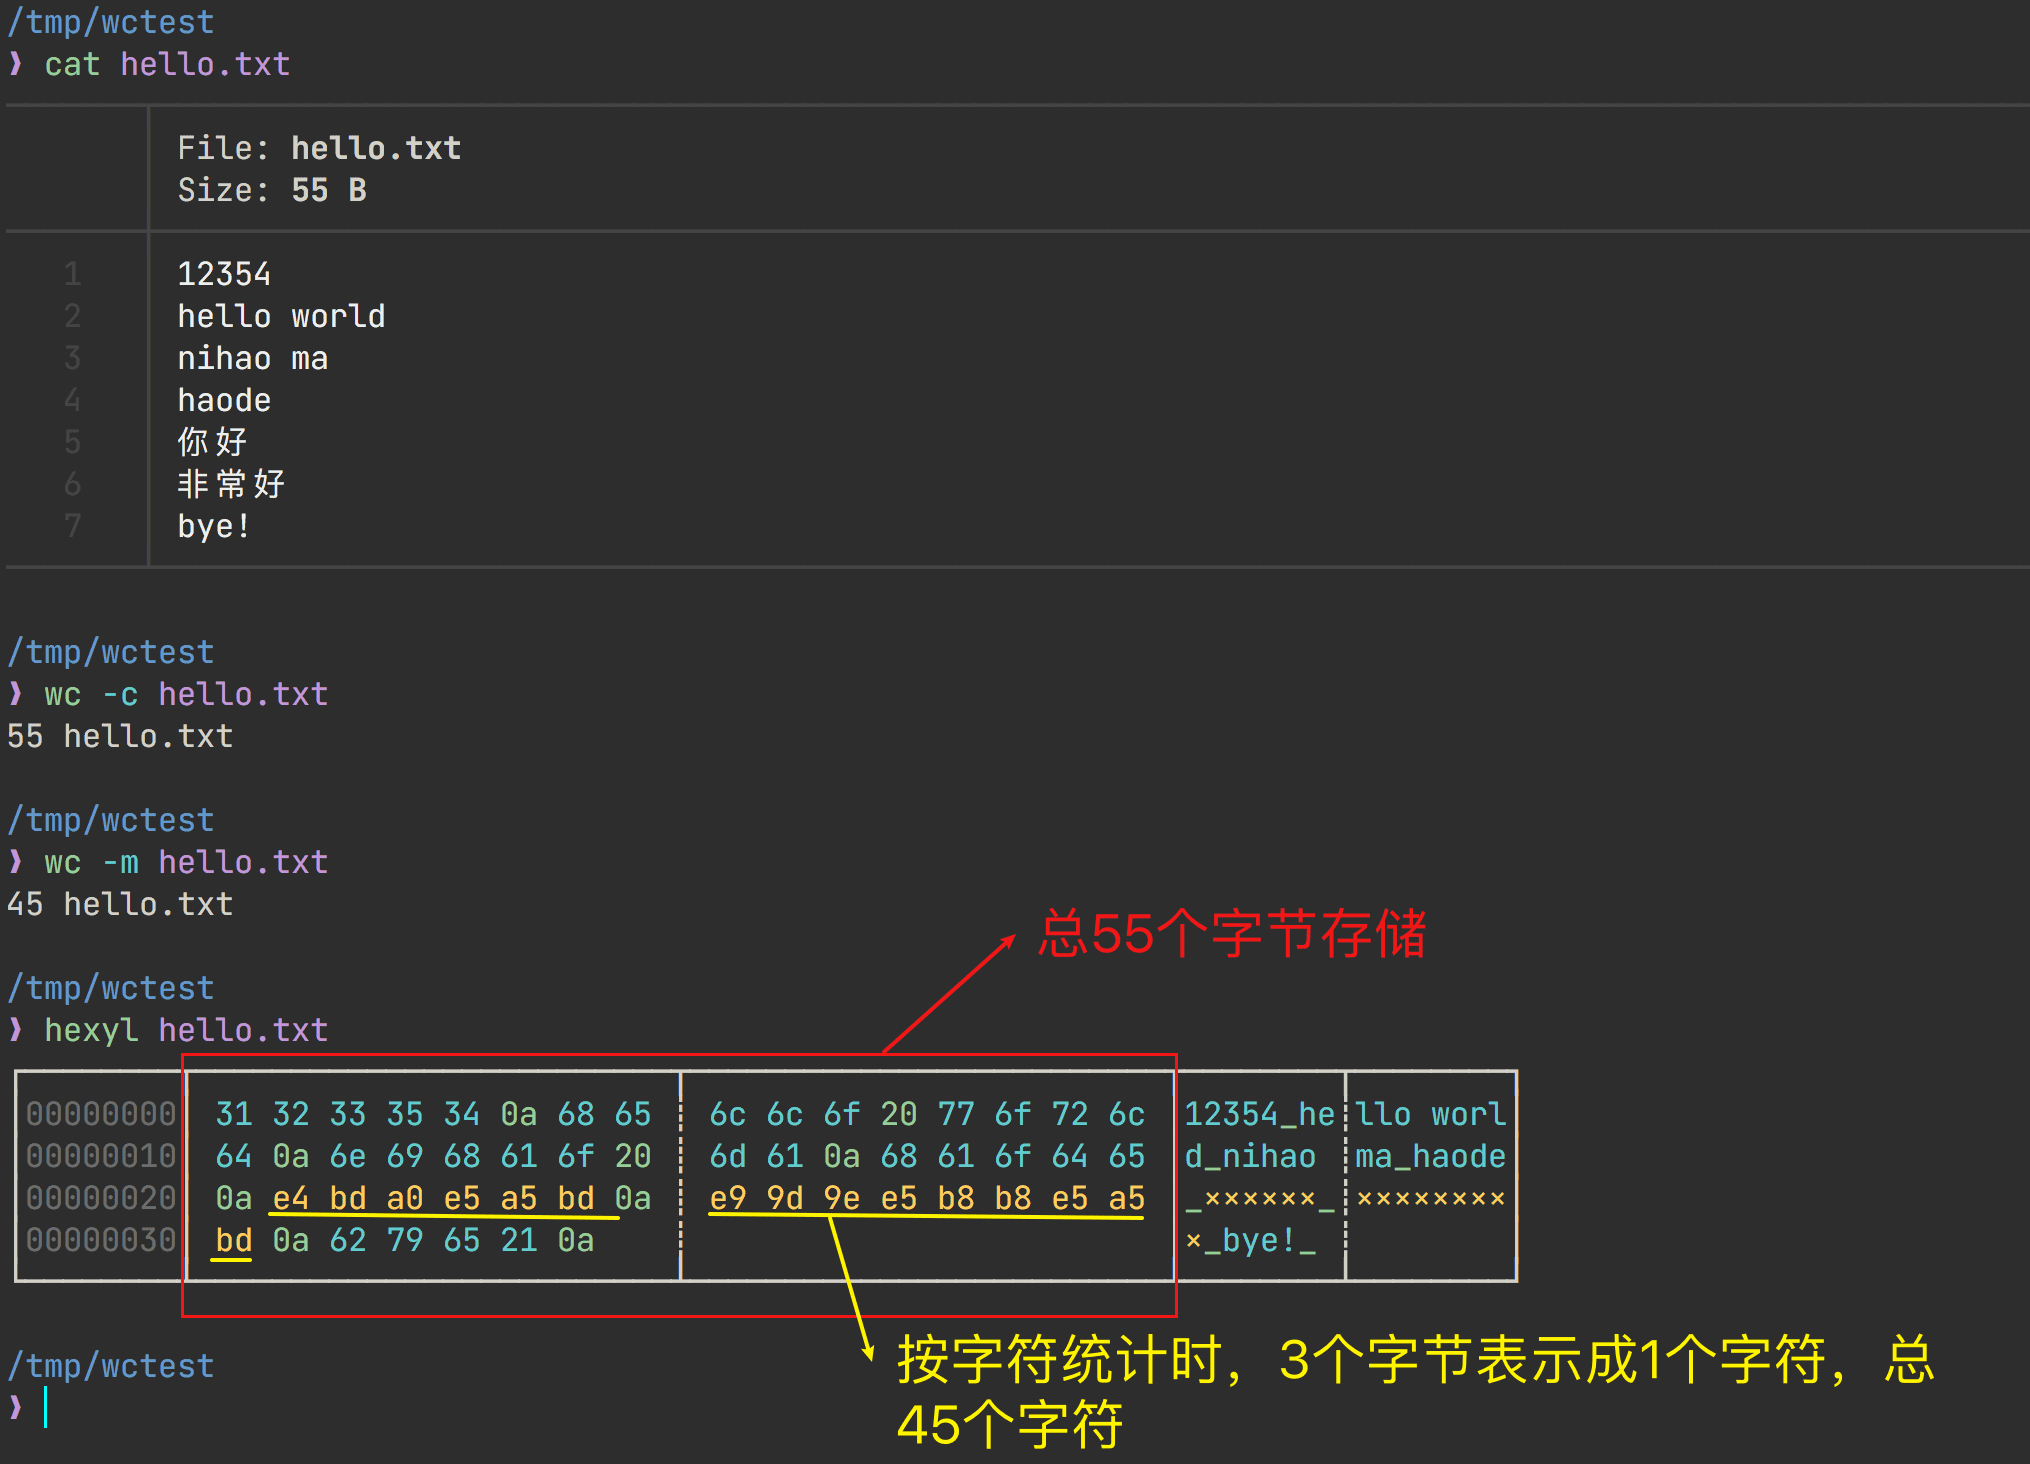 /tmp/wctest
❯ cat hello.txt
File: hello.txt
Size: 55 B
1 12354
2 hello world
3 nihao ma
4 haode
5 你好
6 非常好
7 bye!
/tmp/wctest
❯ wc -c hello.txt
55 hello.txt
/tmp/wctest
❯ wc -m hello.txt
45 hello.txt
总55个字节存储
/tmp/wctest
❯ hexyl hello.txt
00000000 31 32 33 35 34 0a 68 65 6c 6c 6f 20 77 6f 72 6c 12354_he llo worl
00000010 64 0a 6e 69 68 61 6f 20 6d 61 0a 68 61 6f 64 65 d_nihao ma_haode
00000020 0a e4 bd a0 e5 a5 bd 0a e9 9d 9e e5 b8 b8 e5 a5 _××××××_ ××××××××
00000030 bd 0a 62 79 65 21 0a ×_bye!_
按字符统计时，3个字节表示成1个字符，总
45个字符
/tmp/wctest
❯